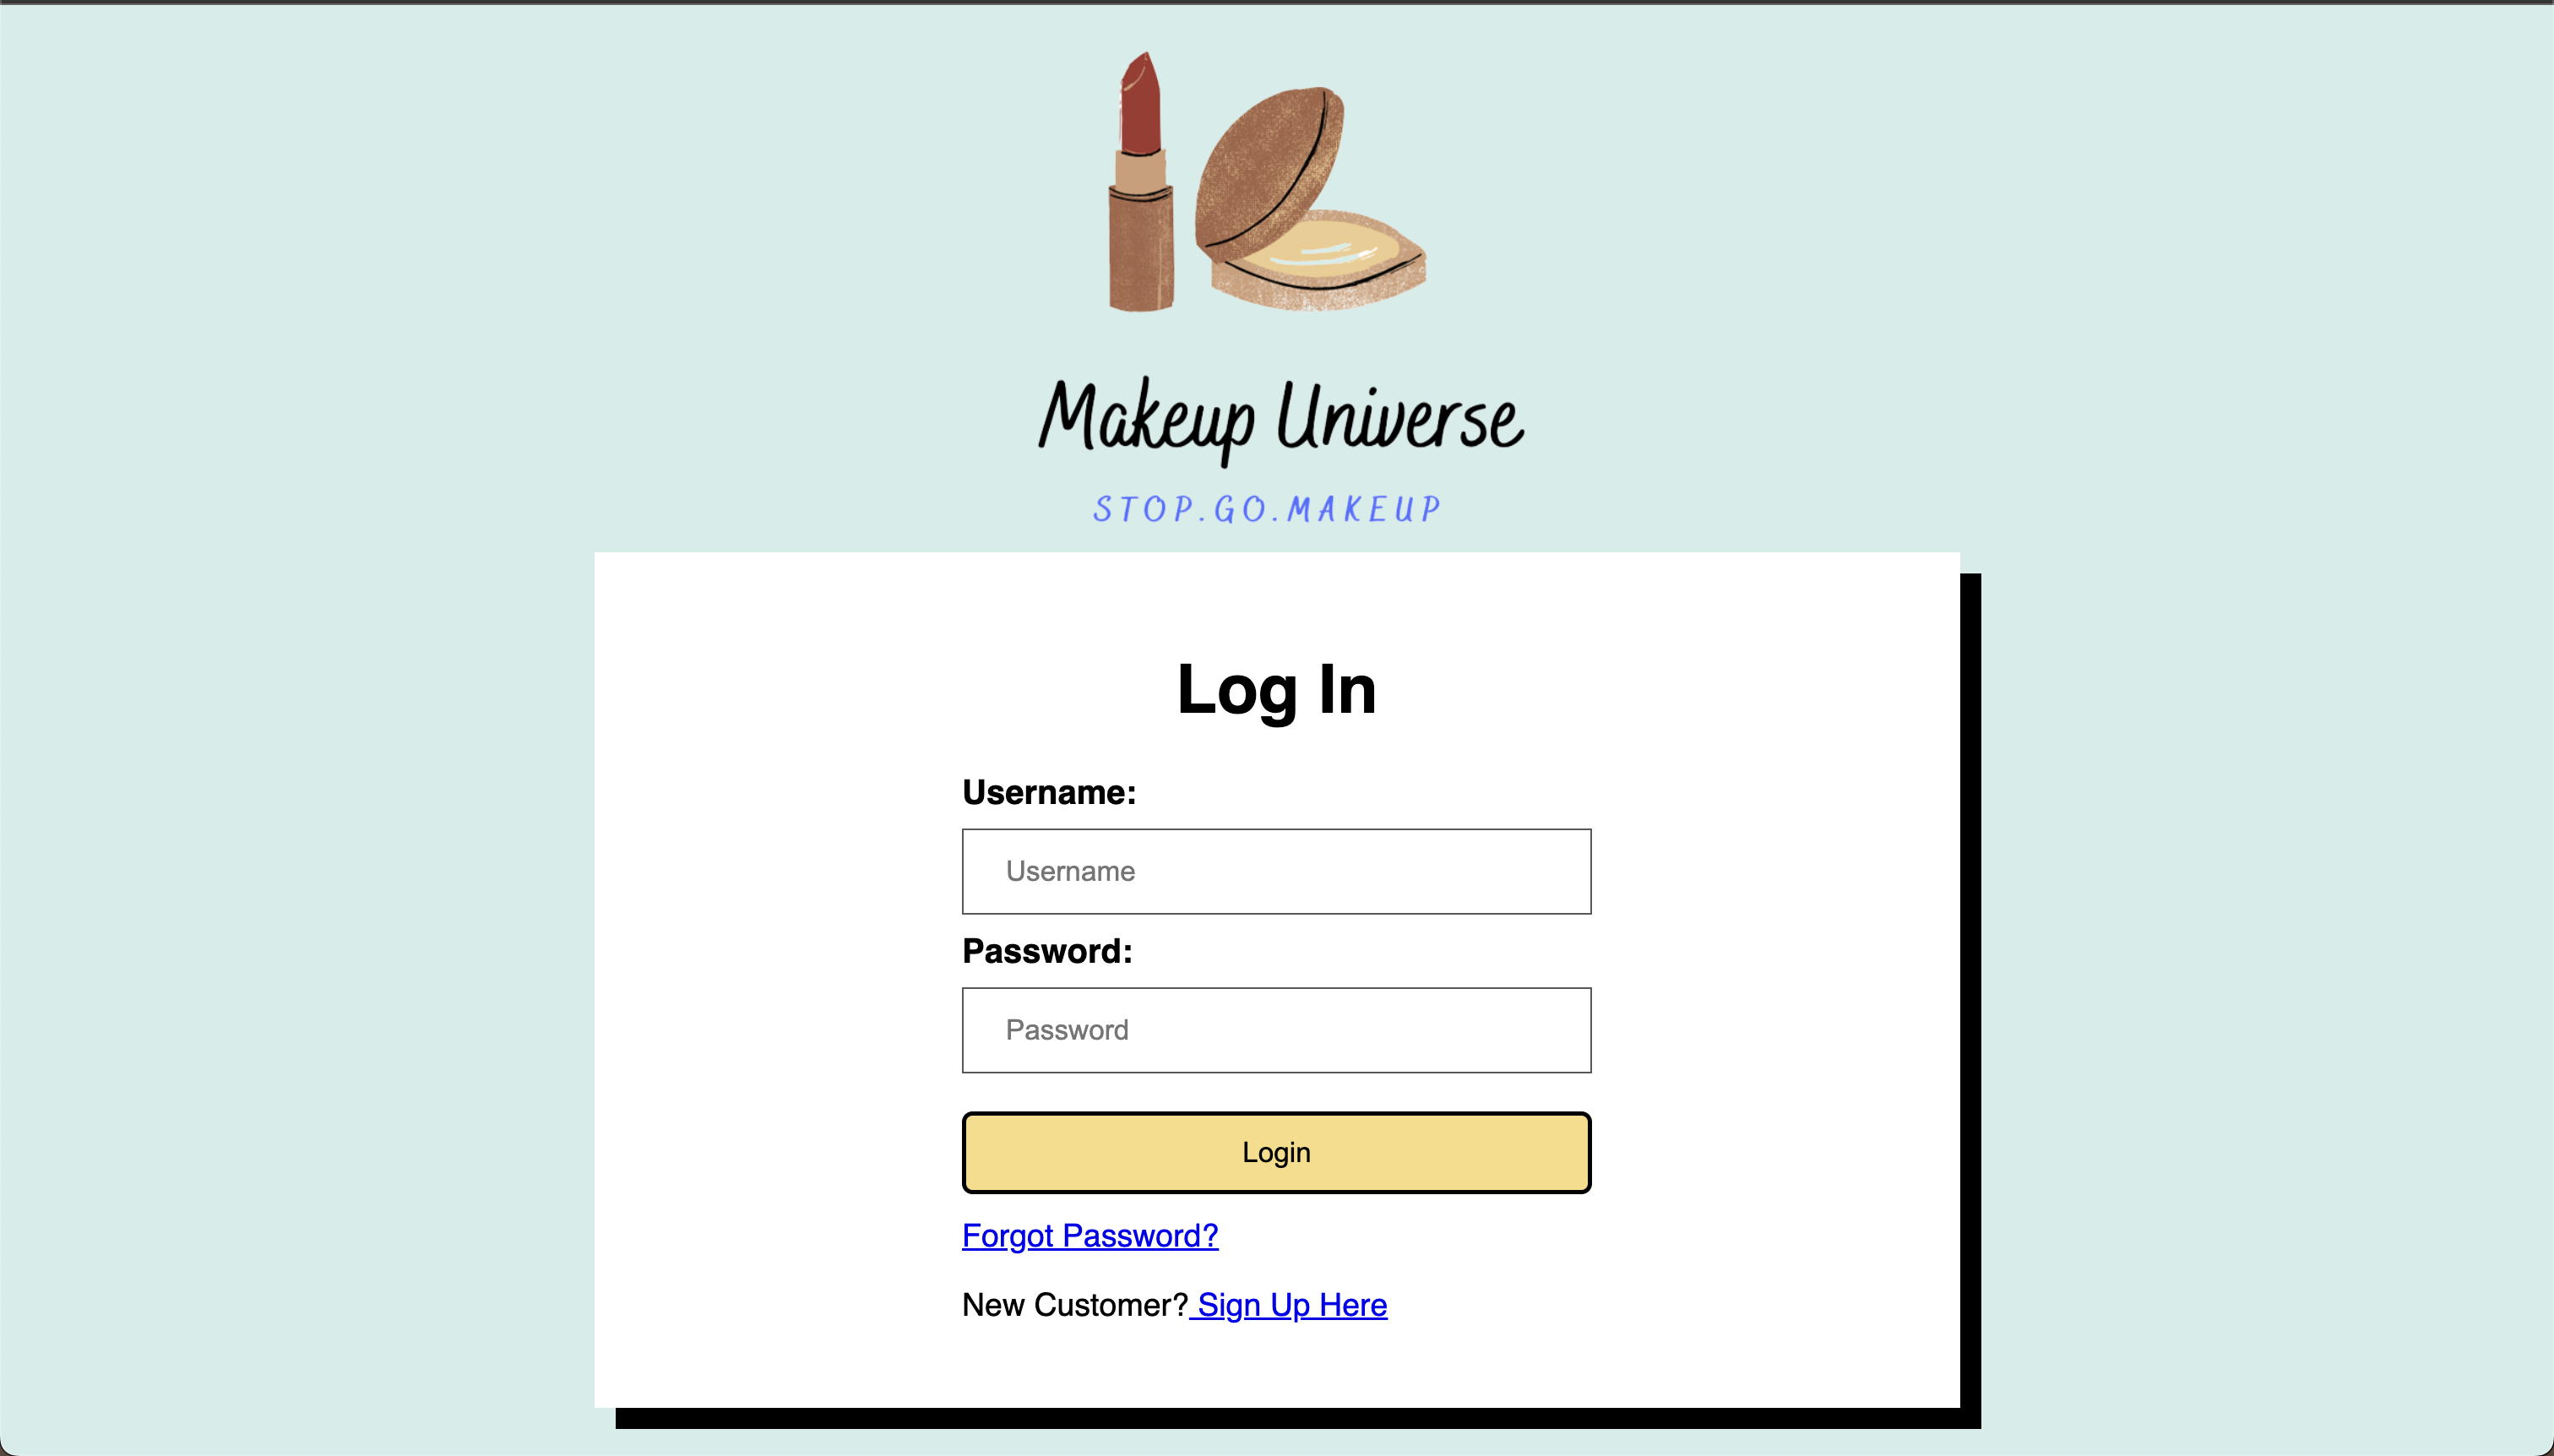 Makeup Universe
STOP.GO.MAKEUP
Log In
Username:
Username
Password:
Password
Login
Forgot Password?
New Customer? Sign Up Here